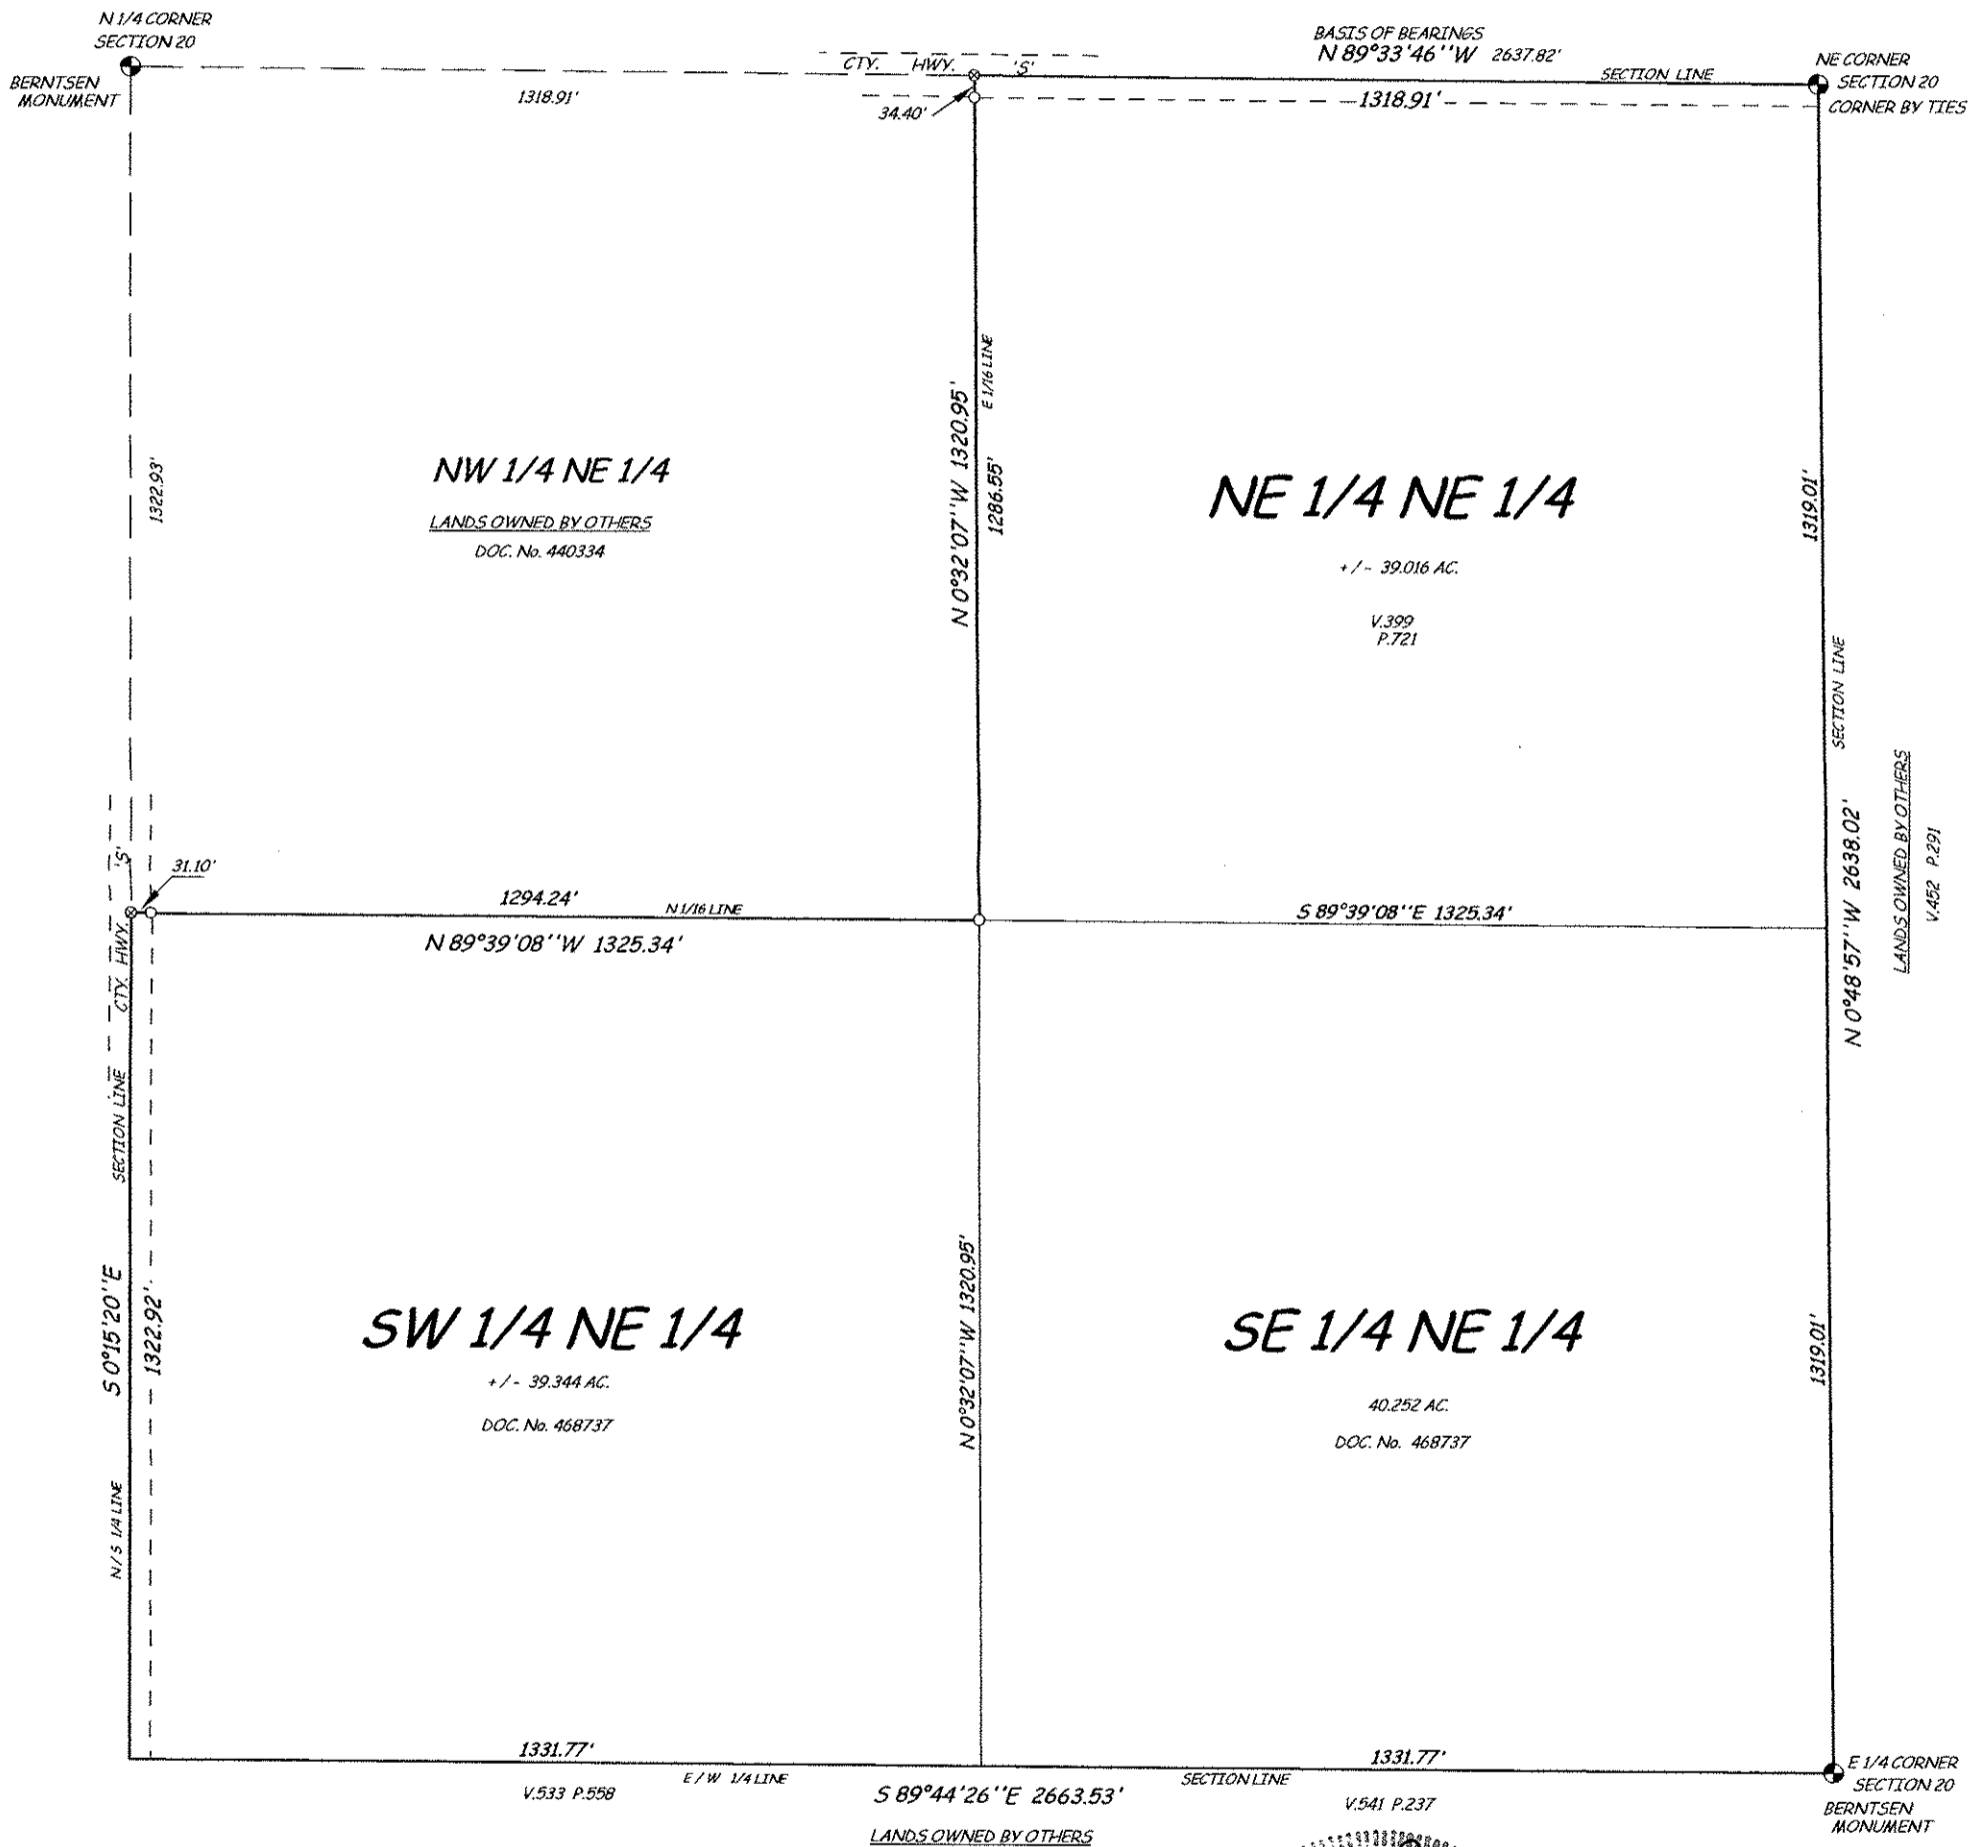 N 1/4 CORNER
SECTION 20
BERNTSEN
MONUMENT
BASIS OF BEARINGS
N 89°33'46''W 2637.82'
CTY. HWY. 'S'
SECTION LINE
NE CORNER
SECTION 20
CORNER BY TIES
1318.91'
34.40'
1318.91'
1322.93'
NW 1/4 NE 1/4
LANDS OWNED BY OTHERS
DOC. No. 440334
N 0°32'07''W 1320.95'
E 1/16 LINE
1286.55'
NE 1/4 NE 1/4
+/- 39.016 AC.
V.399
P.721
1319.01'
SECTION LINE
N 0°48'57''W 2638.02'
LANDS OWNED BY OTHERS
V.452 P.291
31.10'
1294.24'
N 1/16 LINE
N 89°39'08''W 1325.34'
S 89°39'08''E 1325.34'
CTY. HWY. 'S'
SECTION LINE
S 0°15'20''E
1322.92'
N/S 1/4 LINE
SW 1/4 NE 1/4
+/- 39.344 AC.
DOC. No. 468737
N 0°32'07''W 1320.95'
SE 1/4 NE 1/4
40.252 AC.
DOC. No. 468737
1319.01'
1331.77'
1331.77'
E/W 1/4 LINE
SECTION LINE
V.533 P.558
S 89°44'26''E 2663.53'
V.541 P.237
LANDS OWNED BY OTHERS
E 1/4 CORNER
SECTION 20
BERNTSEN
MONUMENT